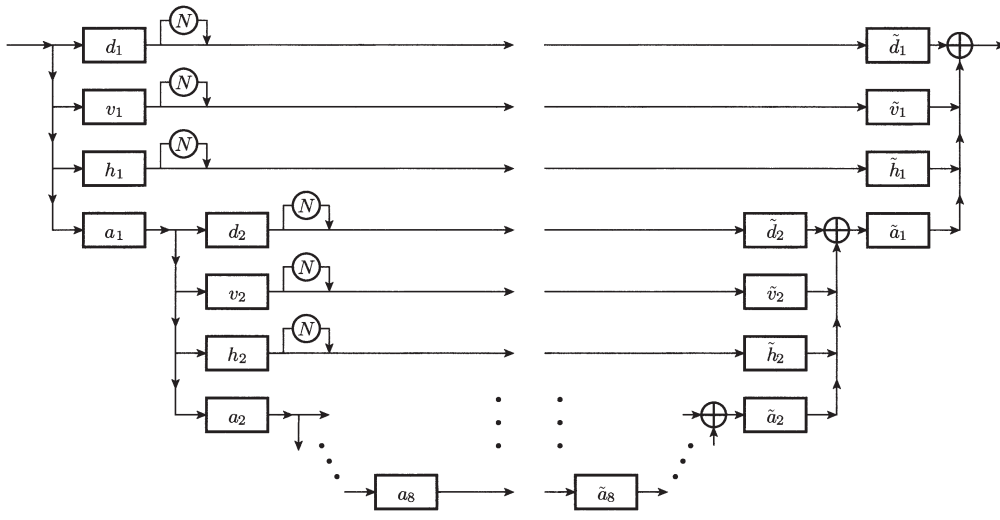 N
d₁ d̃₁
N
v₁ ṽ₁
N
h₁ h̃₁
N
a₁ d₂ d̃₂ ã₁
N
v₂ ṽ₂
N
h₂ h̃₂
a₂ ã₂
a₈ ã₈